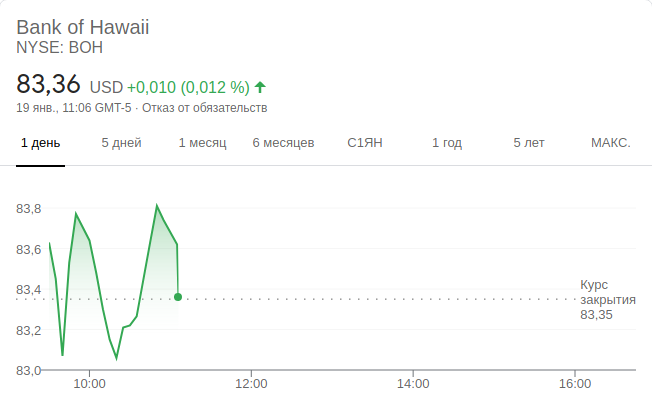 Bank of Hawaii
NYSE: BOH
83,36 USD +0,010 (0,012 %)
19 янв., 11:06 GMT-5 · Отказ от обязательств
1 день 5 дней 1 месяц 6 месяцев С1ЯН 1 год 5 лет МАКС.
83,8
83,6
83,4
Курс
закрытия
83,35
83,2
83,0
10:00 12:00 14:00 16:00